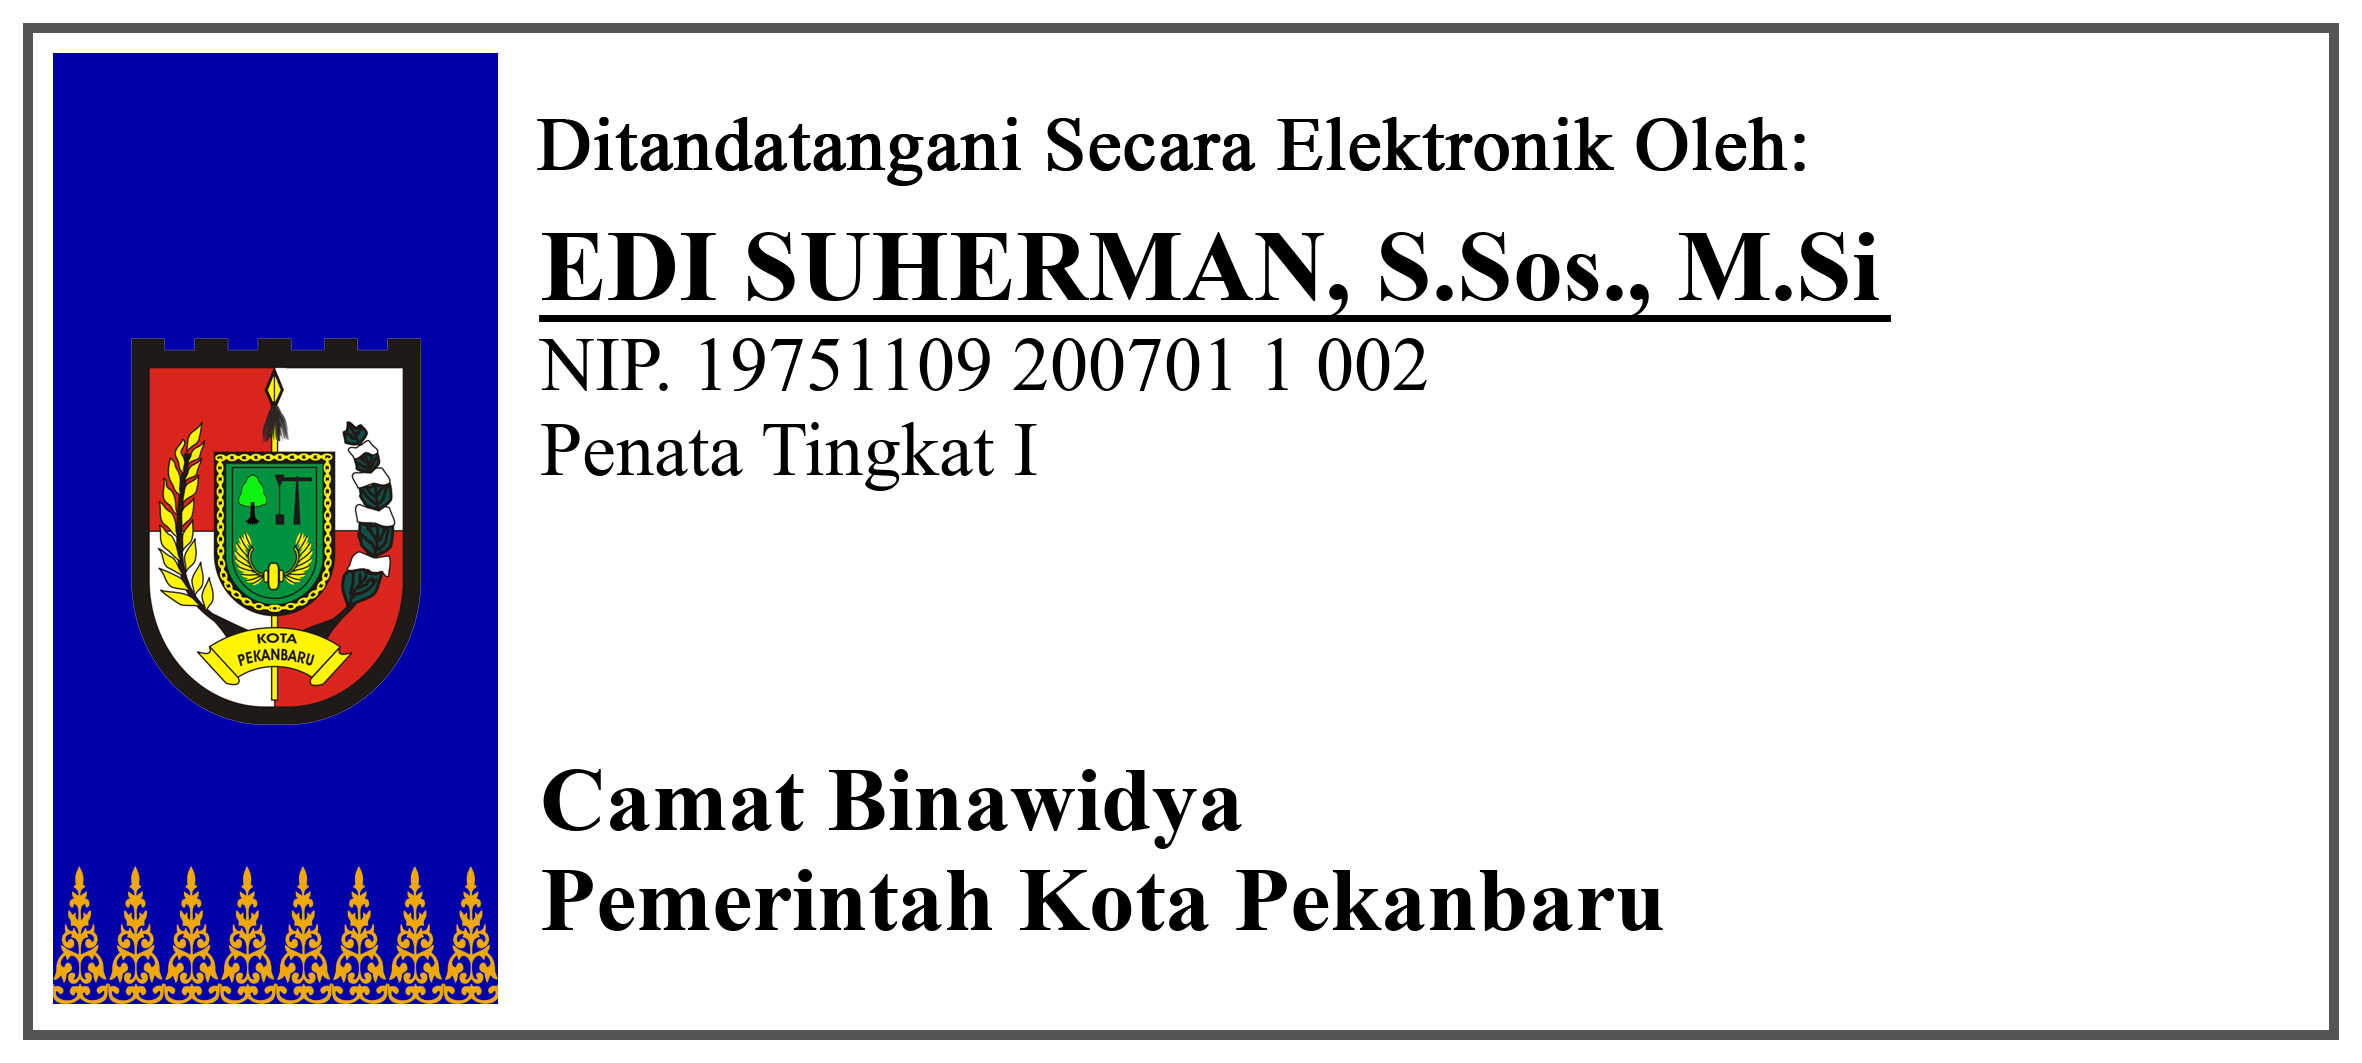 Ditandatangani Secara Elektronik Oleh:
EDI SUHERMAN, S.Sos., M.Si
NIP. 19751109 200701 1 002
Penata Tingkat I
KOTA
PEKANBARU
Camat Binawidya
Pemerintah Kota Pekanbaru